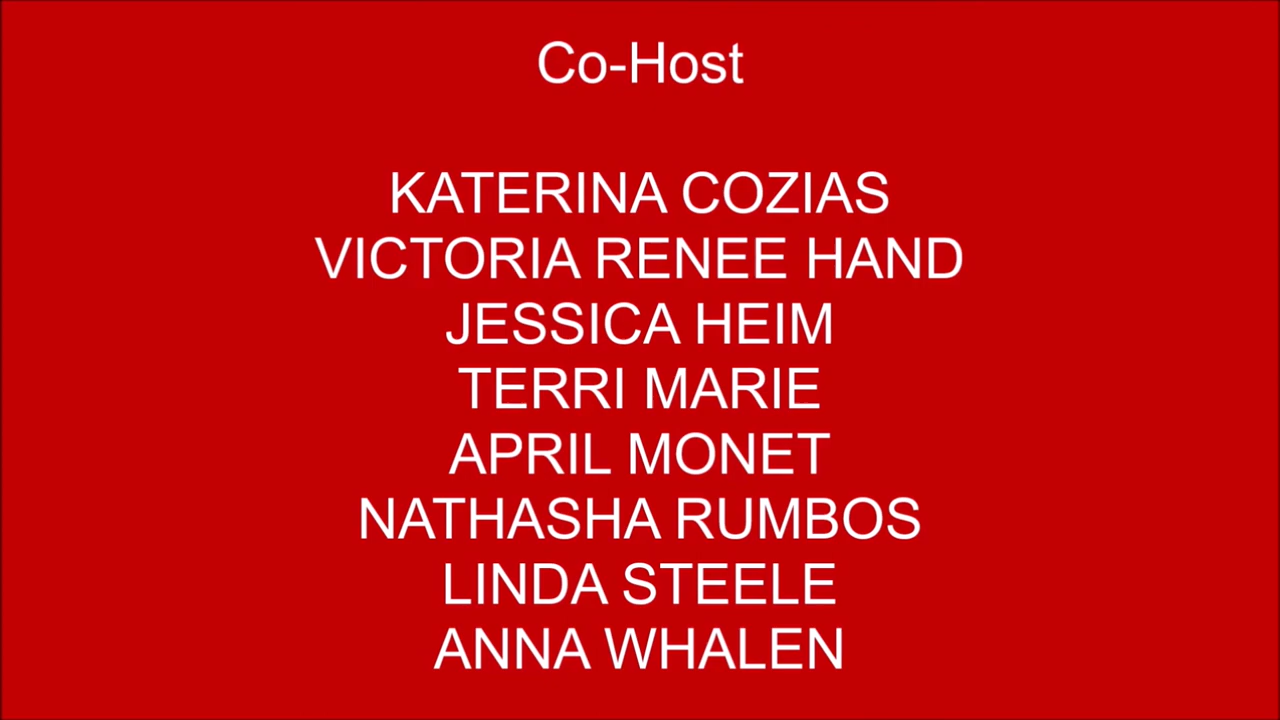 Co-Host
KATERINA COZIAS
VICTORIA RENEE HAND
JESSICA HEIM
TERRI MARIE
APRIL MONET
NATHASHA RUMBOS
LINDA STEELE
ANNA WHALEN